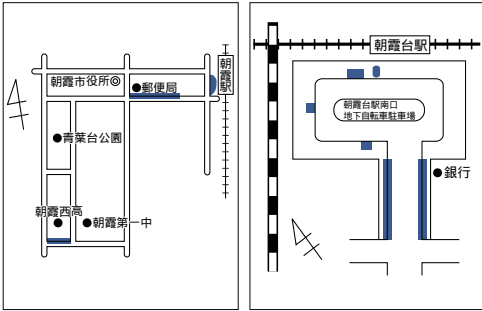 朝霞市役所
郵便局
朝霞駅
青葉台公園
朝霞西高
朝霞第一中
朝霞台駅
朝霞台駅南口
地下自転車駐車場
銀行